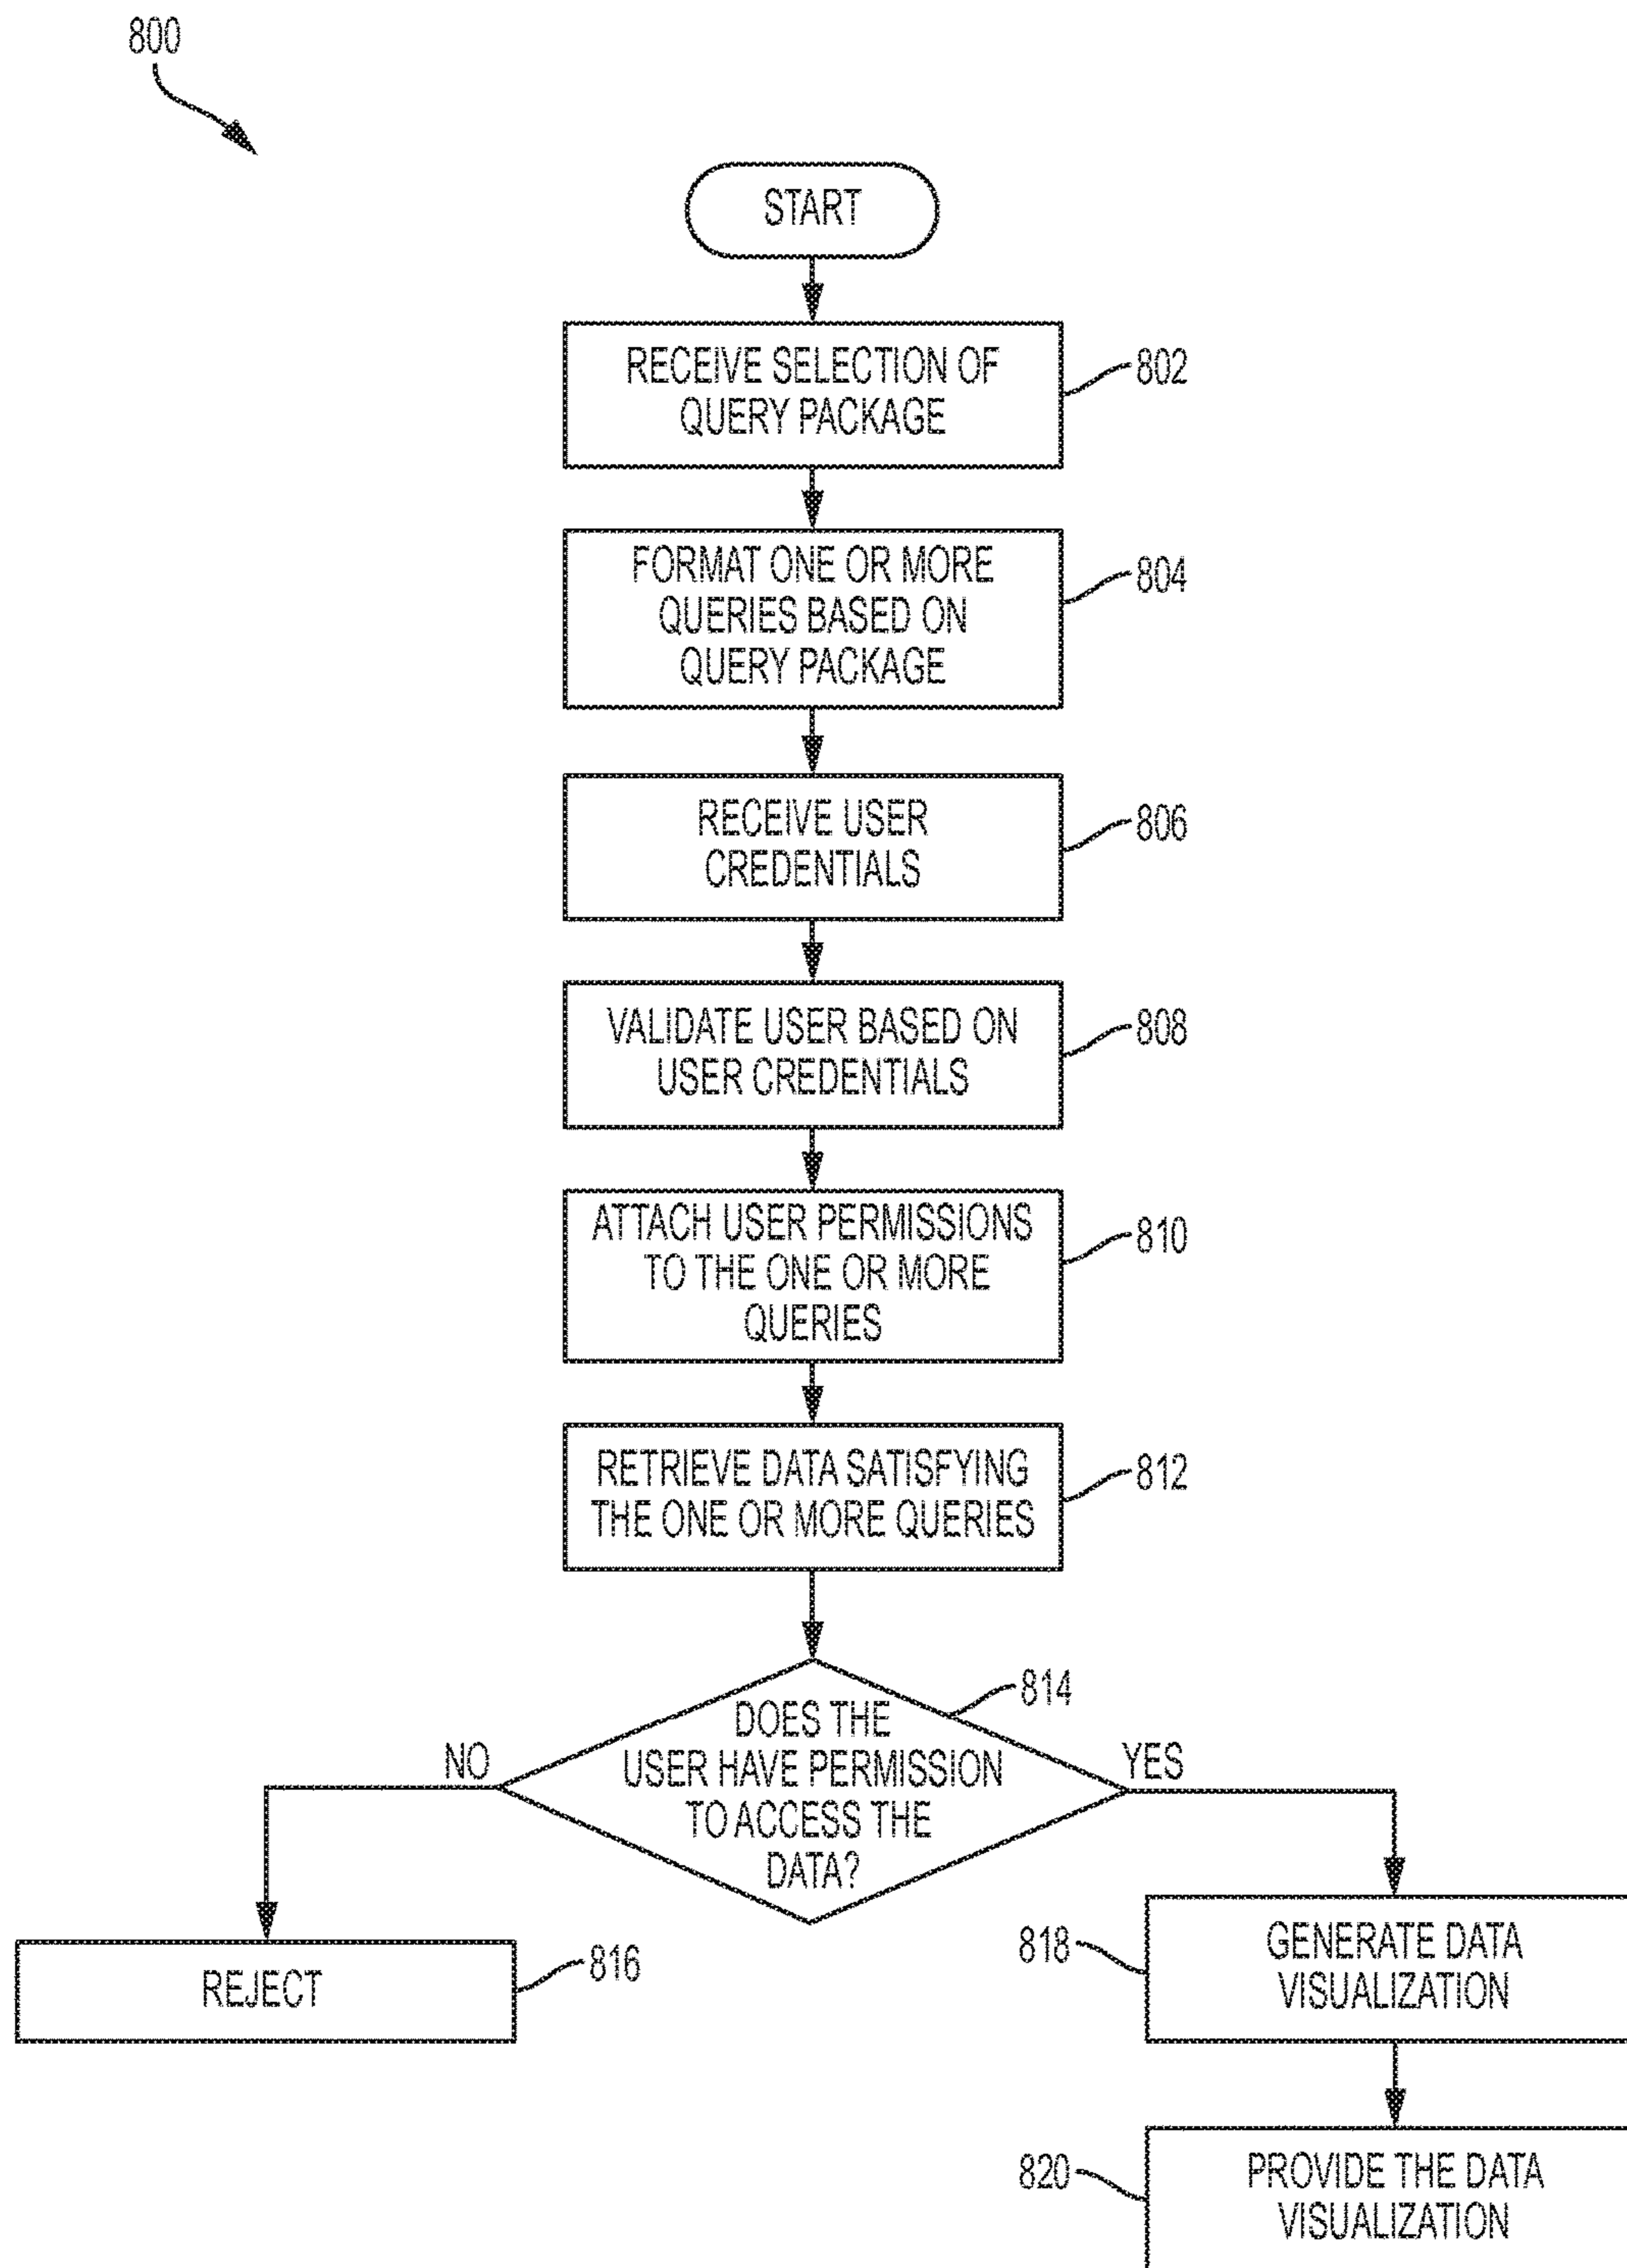 800
START
RECEIVE SELECTION OF
QUERY PACKAGE
802
FORMAT ONE OR MORE
QUERIES BASED ON
QUERY PACKAGE
804
RECEIVE USER
CREDENTIALS
806
VALIDATE USER BASED ON
USER CREDENTIALS
808
ATTACH USER PERMISSIONS
TO THE ONE OR MORE
QUERIES
810
RETRIEVE DATA SATISFYING
THE ONE OR MORE QUERIES
812
DOES THE
USER HAVE PERMISSION
TO ACCESS THE
DATA?
814
NO
YES
REJECT
816
818
GENERATE DATA
VISUALIZATION
820
PROVIDE THE DATA
VISUALIZATION